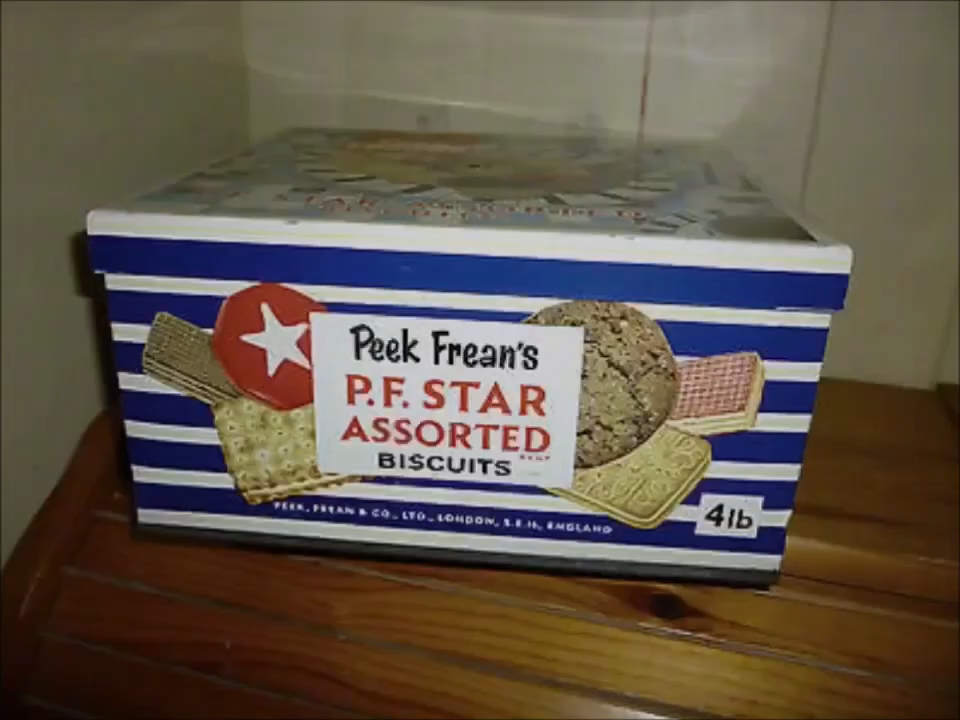 Peek Frean's
P.F. STAR
ASSORTED
BISCUITS
PEEK, FREAN & CO., LTD., LONDON, S.E.16, ENGLAND
4lb